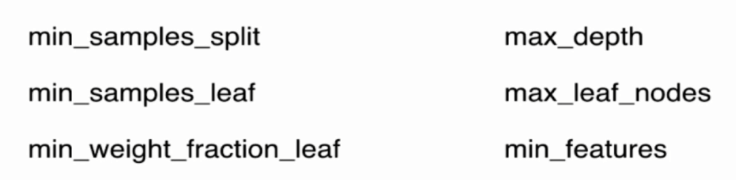 min_samples_split max_depth
min_samples_leaf max_leaf_nodes
min_weight_fraction_leaf min_features